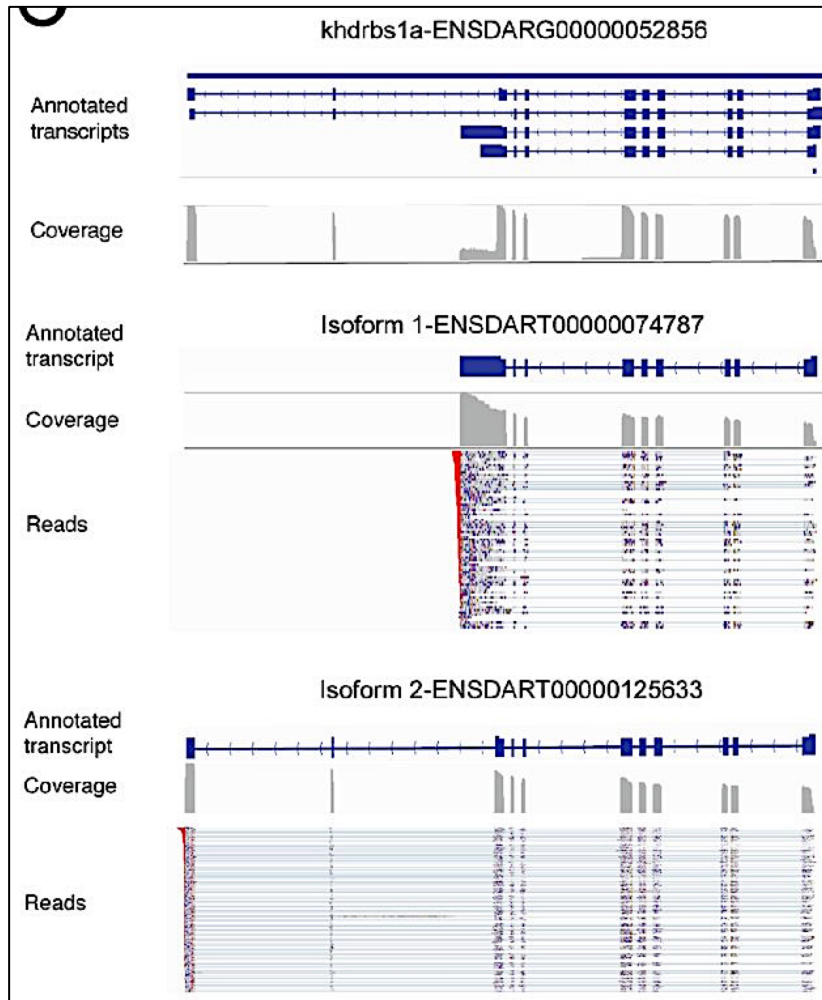 khdrbs1a-ENSDARG00000052856
Annotated
transcripts
Coverage
Isoform 1-ENSDART00000074787
Annotated
transcript
Coverage
Reads
Isoform 2-ENSDART00000125633
Annotated
transcript
Coverage
Reads